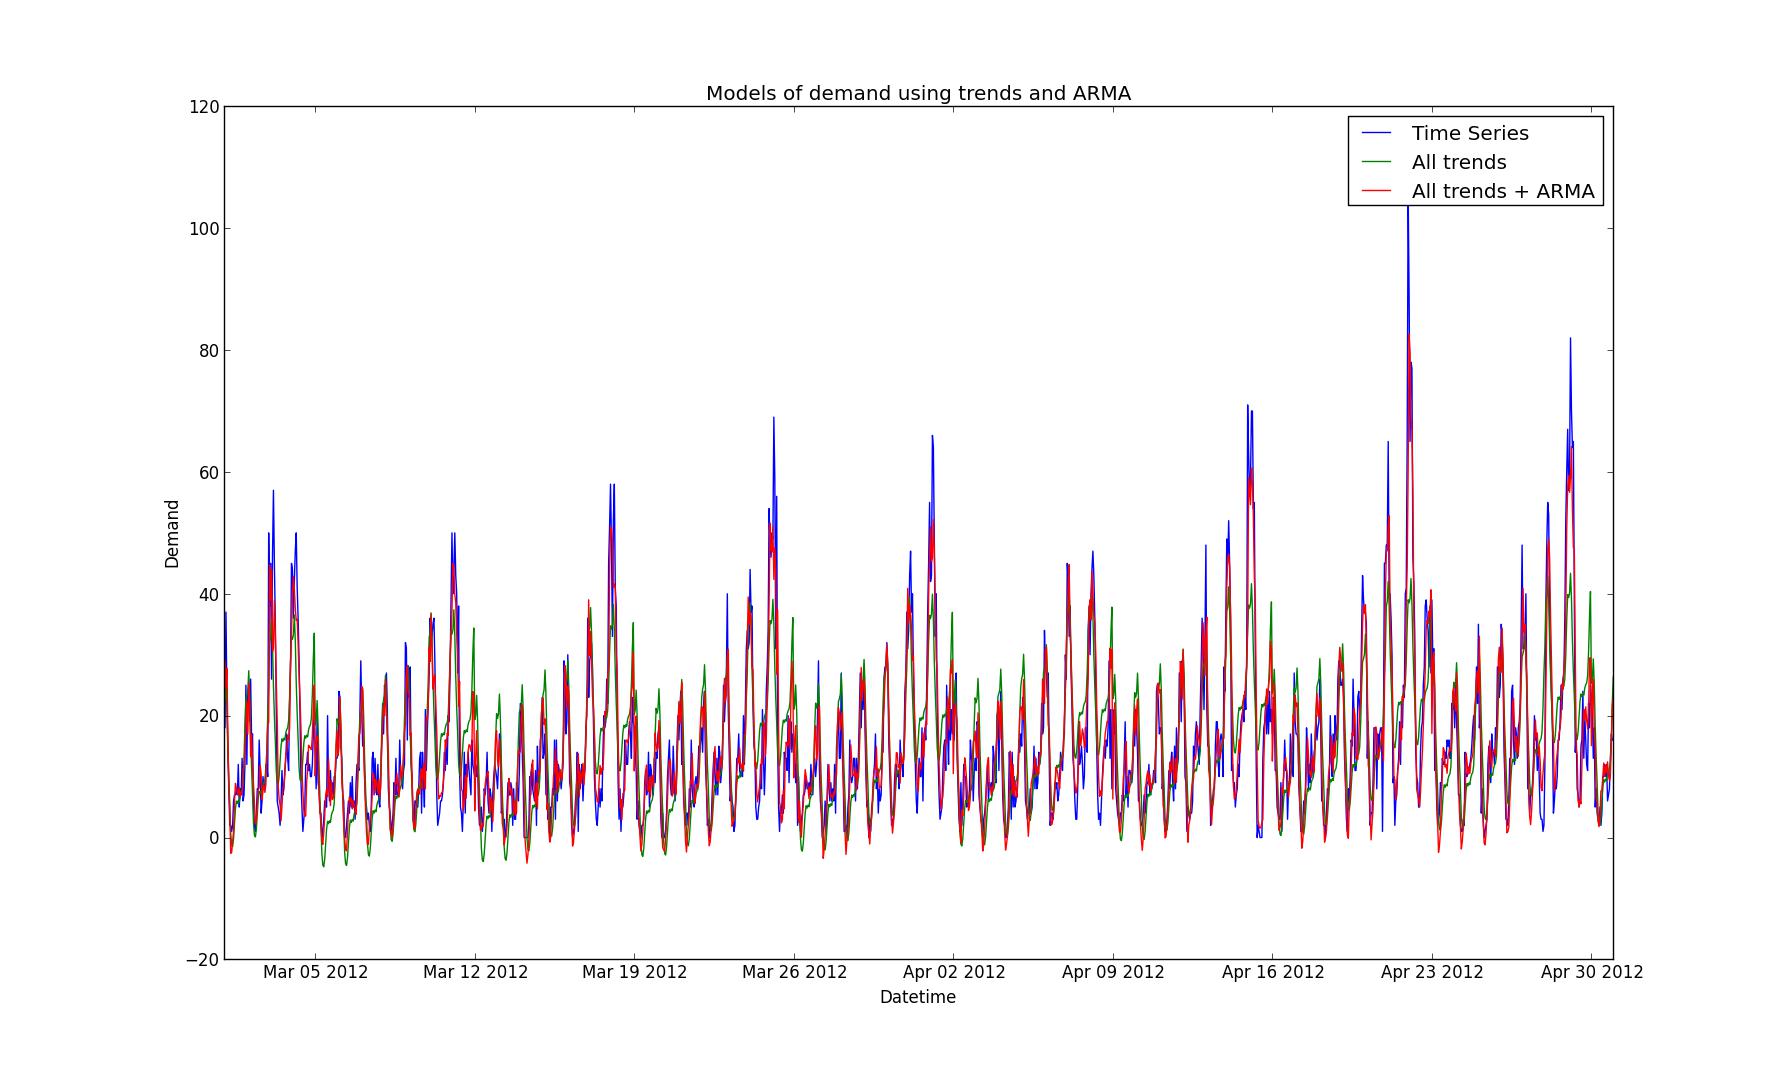 Models of demand using trends and ARMA
120
100
80
60
40
20
0
−20
Demand
Time Series
All trends
All trends + ARMA
Mar 05 2012
Mar 12 2012
Mar 19 2012
Mar 26 2012
Apr 02 2012
Apr 09 2012
Apr 16 2012
Apr 23 2012
Apr 30 2012
Datetime